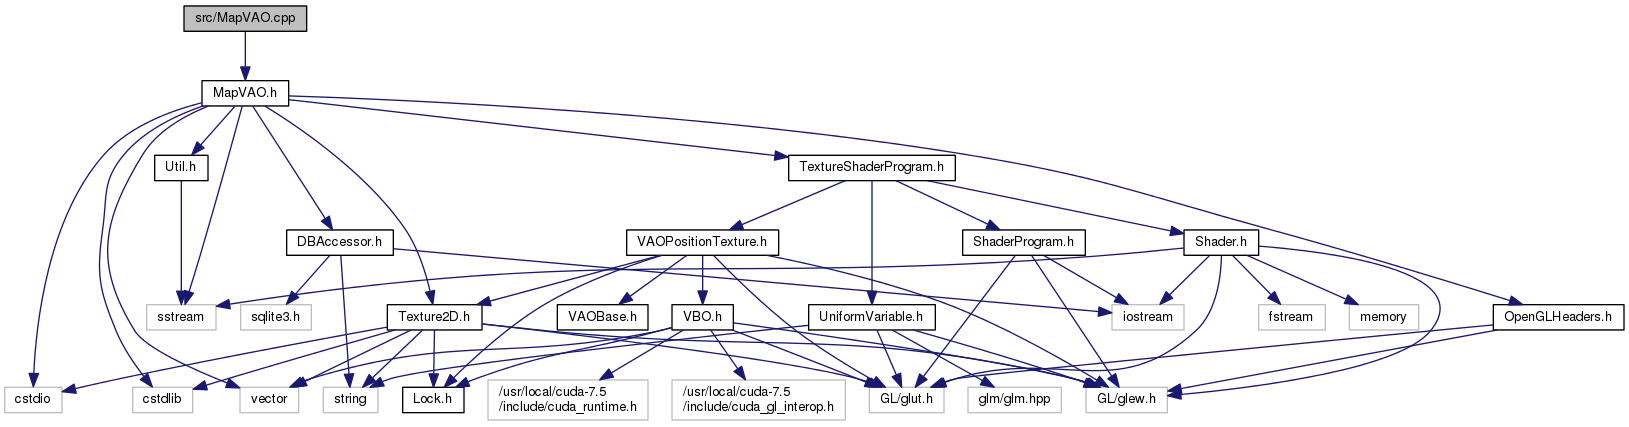 src/MapVAO.cpp
MapVAO.h
Util.h
TextureShaderProgram.h
DBAccessor.h
VAOPositionTexture.h
ShaderProgram.h
Shader.h
sstream
sqlite3.h
Texture2D.h
VAOBase.h
VBO.h
UniformVariable.h
iostream
fstream
memory
OpenGLHeaders.h
cstdio
cstdlib
vector
string
Lock.h
/usr/local/cuda-7.5
/include/cuda_runtime.h
/usr/local/cuda-7.5
/include/cuda_gl_interop.h
GL/glut.h
glm/glm.hpp
GL/glew.h